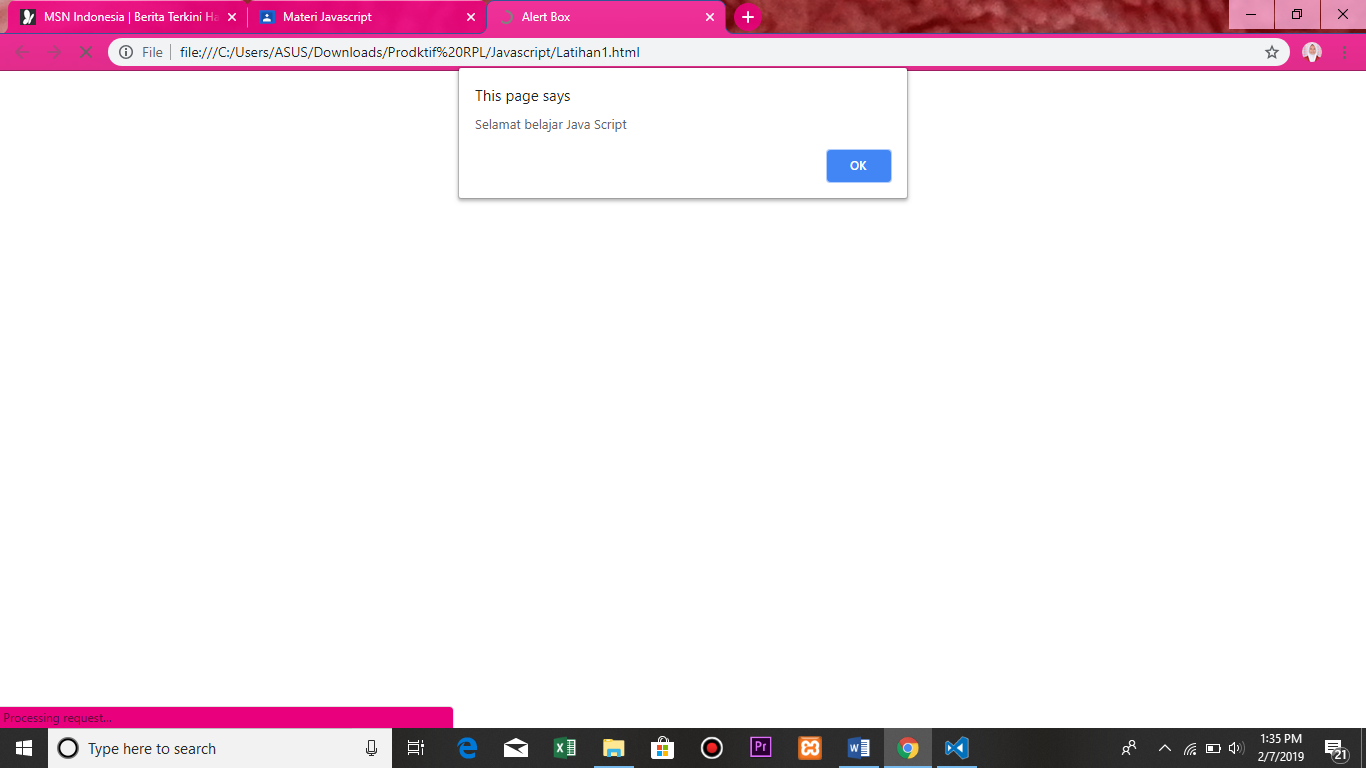 MSN Indonesia | Berita Terkini Ha
Materi Javascript
Alert Box
File
file:///C:/Users/ASUS/Downloads/Prodktif%20RPL/Javascript/Latihan1.html
This page says
Selamat belajar Java Script
OK
Processing request...
Type here to search
Pr
1:35 PM
2/7/2019
21